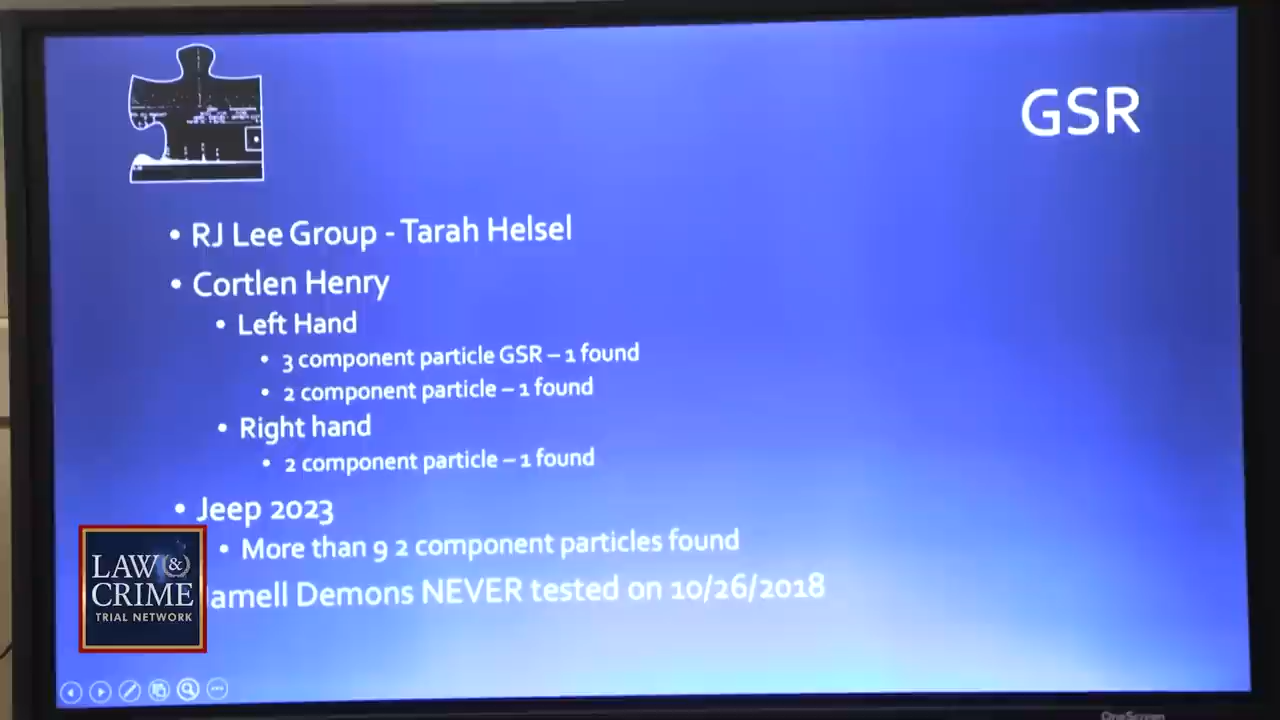 GSR
• RJ Lee Group - Tarah Helsel
• Cortlen Henry
• Left Hand
• 3 component particle GSR – 1 found
• 2 component particle – 1 found
• Right hand
• 2 component particle – 1 found
• Jeep 2023
• More than 9 2 component particles found
amell Demons NEVER tested on 10/26/2018
LAW &
CRIME
TRIAL NETWORK
OneScreen